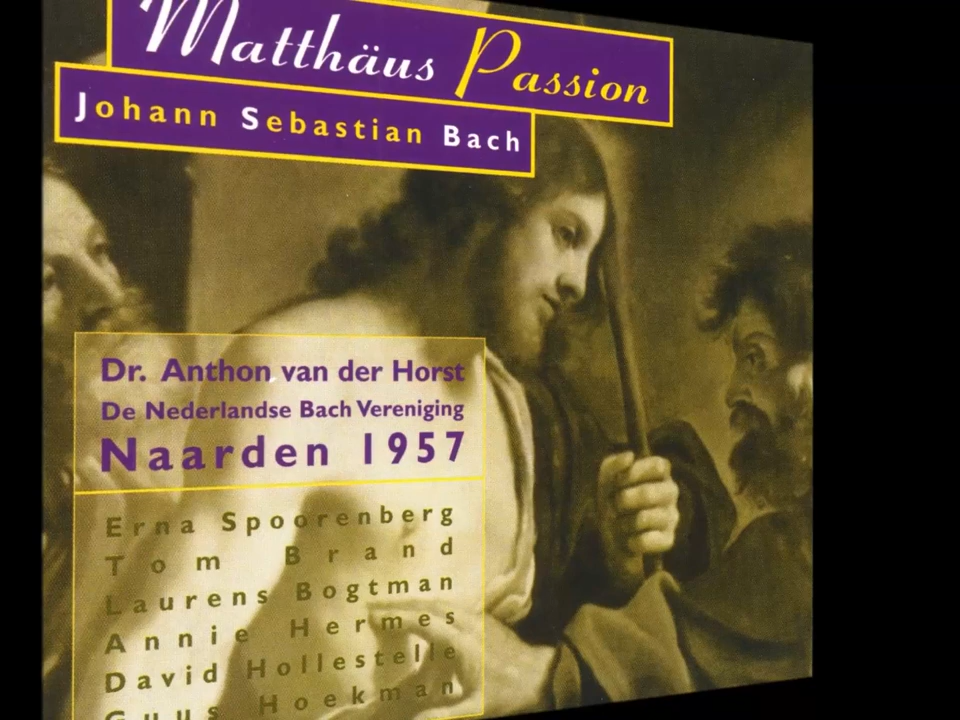 Matthäus Passion
Johann Sebastian Bach
Dr. Anthon van der Horst
De Nederlandse Bach Vereniging
Naarden 1957
Erna Spoorenberg
Tom Brand
Laurens Bogtman
Annie Hermes
David Hollestelle
Guus Hoekman